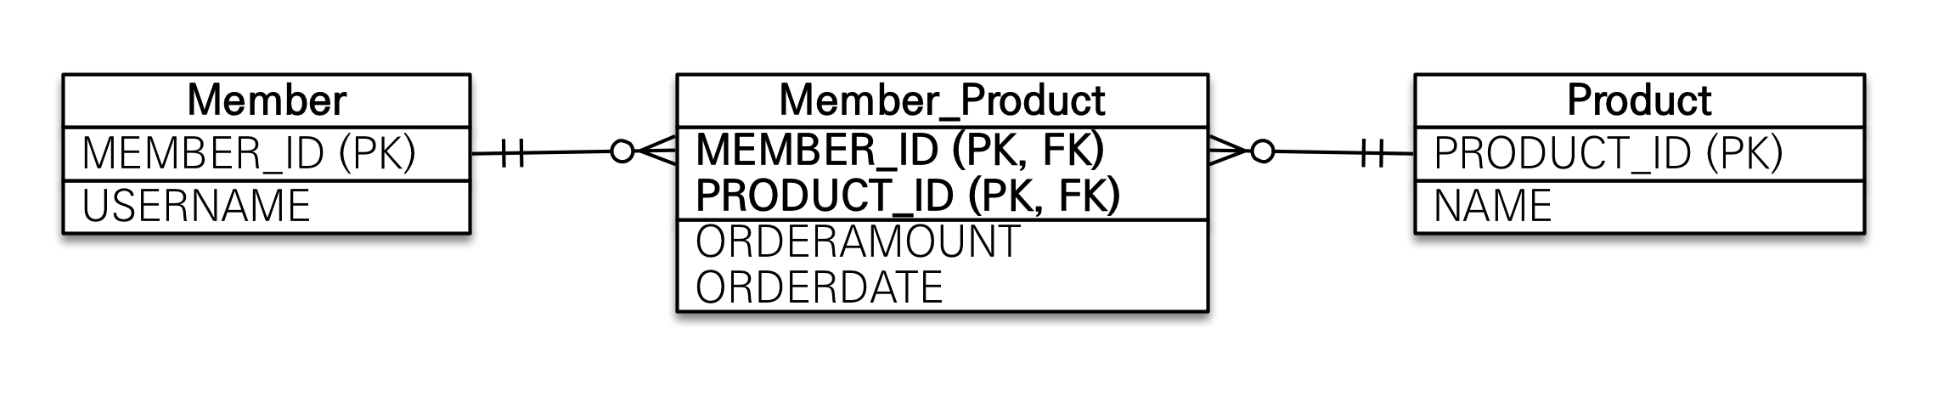 Member
MEMBER_ID (PK)
USERNAME
Member_Product
MEMBER_ID (PK, FK)
PRODUCT_ID (PK, FK)
ORDERAMOUNT
ORDERDATE
Product
PRODUCT_ID (PK)
NAME